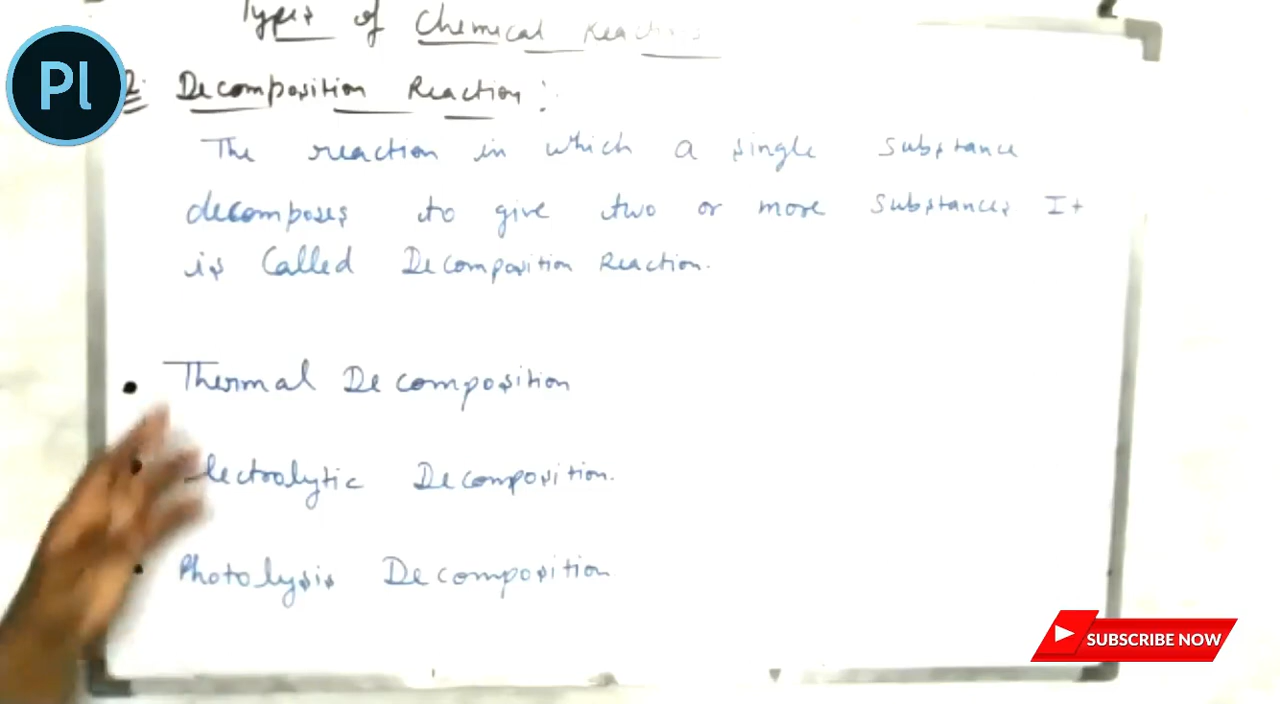 Types of Chemical Reactions
Pl
2. Decomposition Reaction:
The reaction in which a single substance
decomposes to give two or more substances It
is Called Decomposition Reaction.
• Thermal Decomposition
• lectrolytic Decomposition.
• Photolysis Decomposition
SUBSCRIBE NOW